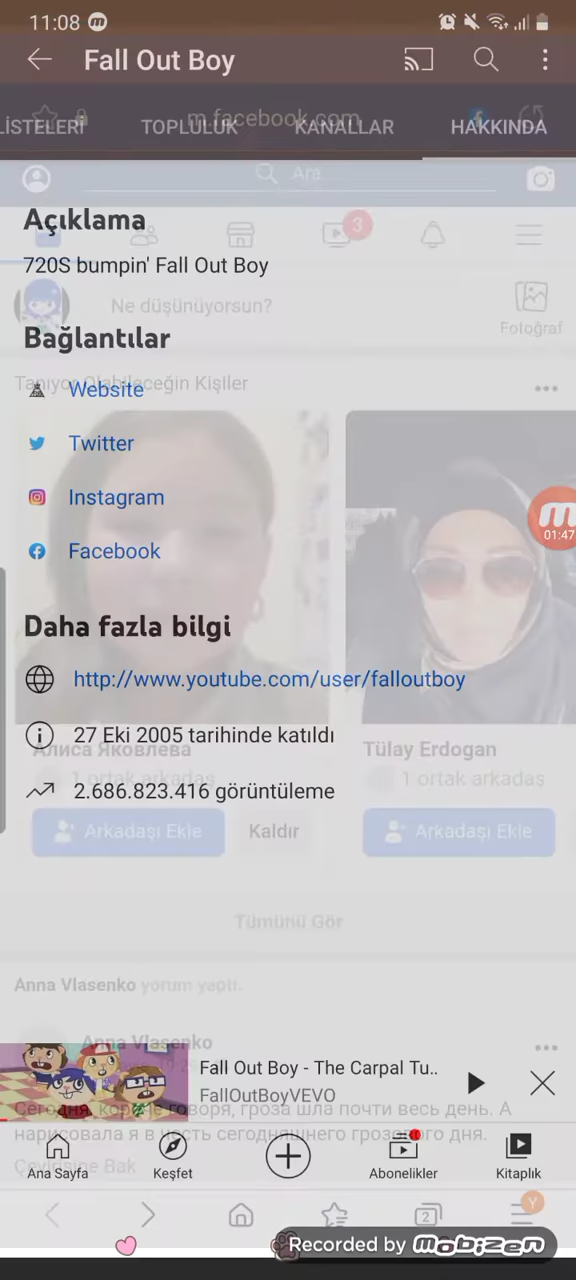 11:08
Fall Out Boy
m.facebook.com
LİSTELERİ TOPLULUK KANALLAR HAKKINDA
Ara
Açıklama
3
720S bumpin' Fall Out Boy
Ne düşünüyorsun?
Fotoğraf
Bağlantılar
Tanıyor Olabileceğin Kişiler
Website
Twitter
Instagram
01:47
Facebook
Daha fazla bilgi
http://www.youtube.com/user/falloutboy
27 Eki 2005 tarihinde katıldı
Алиса Яковлева Tülay Erdogan
1 ortak arkadaş 1 ortak arkadaş
2.686.823.416 görüntüleme
Arkadaşı Ekle Kaldır Arkadaşı Ekle
Tümünü Gör
Anna Vlasenko yorum yaptı.
Anna Vlasenko
Fall Out Boy - The Carpal Tu..
FallOutBoyVEVO
Сегодня, короче говоря, гроза шла почти весь день. А
нарисовала я в честь сегодняшнего грозового дня.
Çevirisine Bak
Ana Sayfa Keşfet Abonelikler Kitaplık
2
Y
Recorded by mobizen